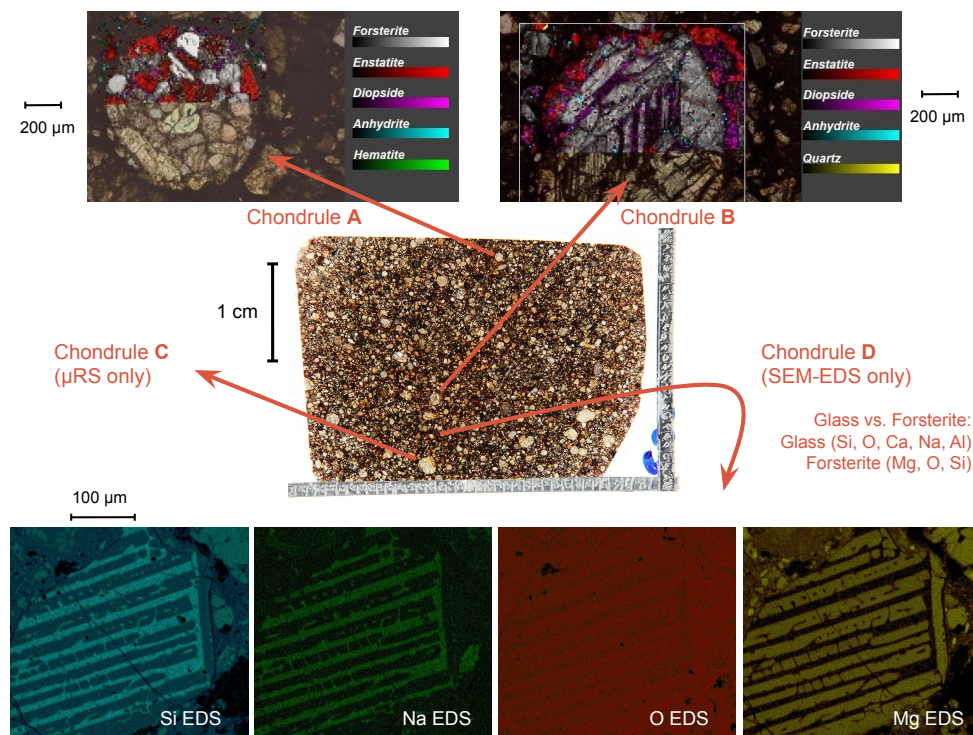 Forsterite
Enstatite
Diopside
Anhydrite
Hematite
200 µm
Forsterite
Enstatite
Diopside
Anhydrite
Quartz
200 µm
Chondrule A
Chondrule B
1 cm
Chondrule C
(µRS only)
Chondrule D
(SEM-EDS only)
Glass vs. Forsterite:
Glass (Si, O, Ca, Na, Al)
Forsterite (Mg, O, Si)
100 µm
Si EDS
Na EDS
O EDS
Mg EDS